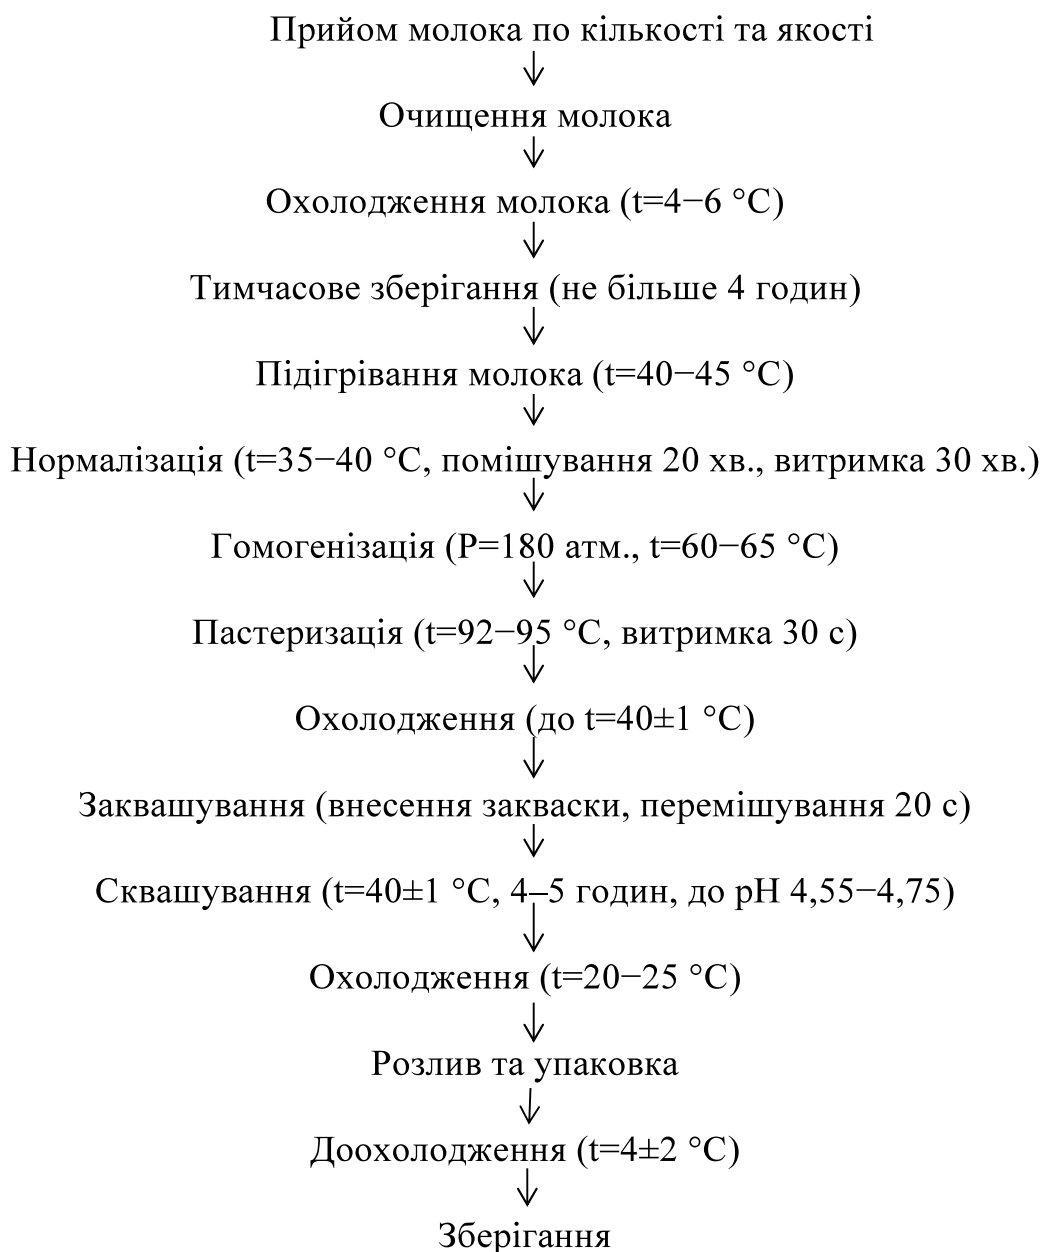 Прийом молока по кількості та якості
Очищення молока
Охолодження молока (t=4−6 °C)
Тимчасове зберігання (не більше 4 годин)
Підігрівання молока (t=40−45 °C)
Нормалізація (t=35−40 °C, помішування 20 хв., витримка 30 хв.)
Гомогенізація (P=180 атм., t=60−65 °C)
Пастеризація (t=92−95 °C, витримка 30 с)
Охолодження (до t=40±1 °C)
Заквашування (внесення закваски, перемішування 20 с)
Сквашування (t=40±1 °C, 4–5 годин, до pH 4,55−4,75)
Охолодження (t=20−25 °C)
Розлив та упаковка
Доохолодження (t=4±2 °C)
Зберігання